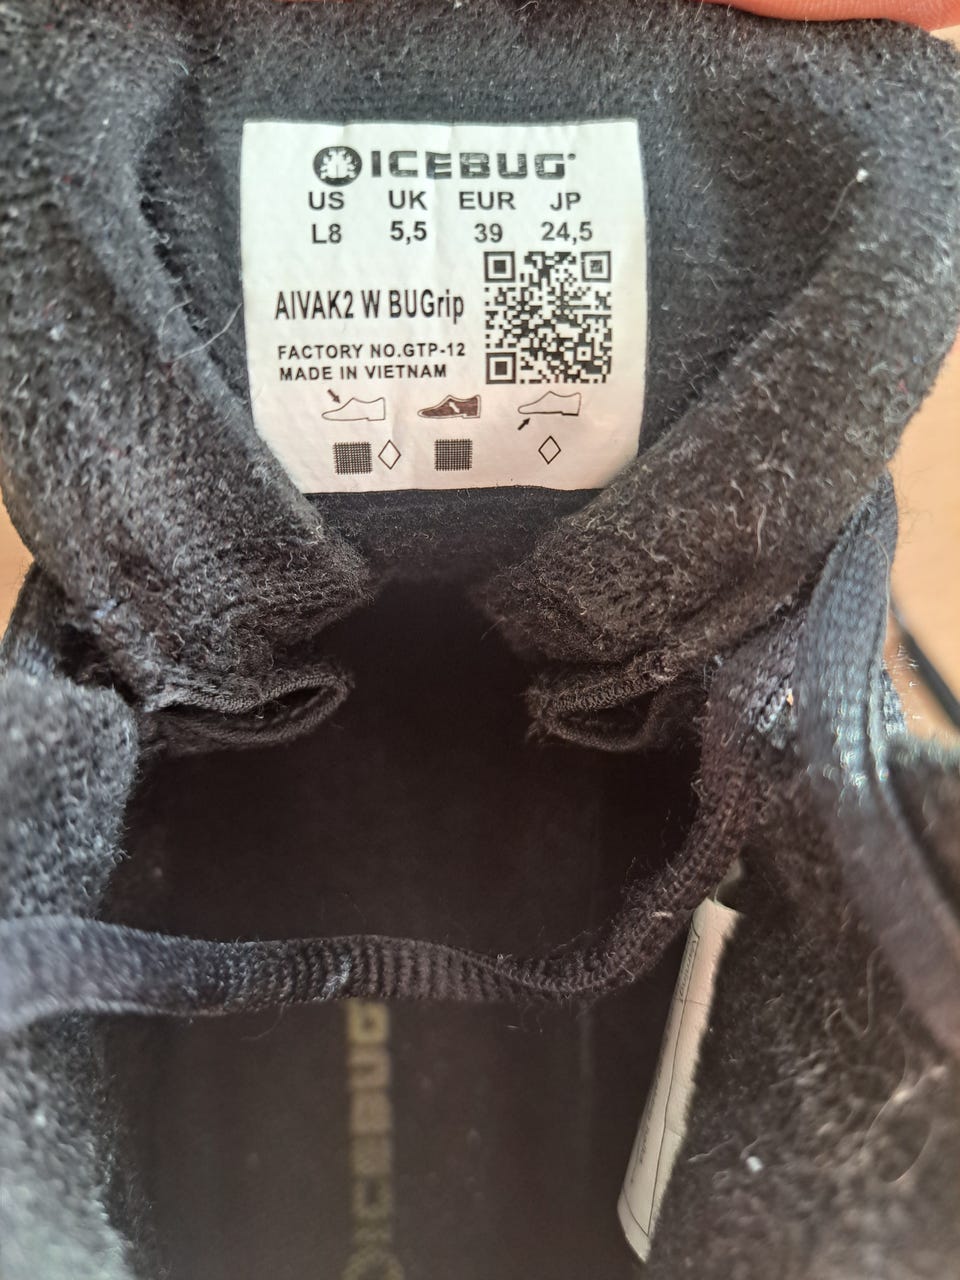 ICEBUG
US UK EUR JP
L8 5,5 39 24,5
AIVAK2 W BUGrip
FACTORY NO.GTP-12
MADE IN VIETNAM
ICEBUG